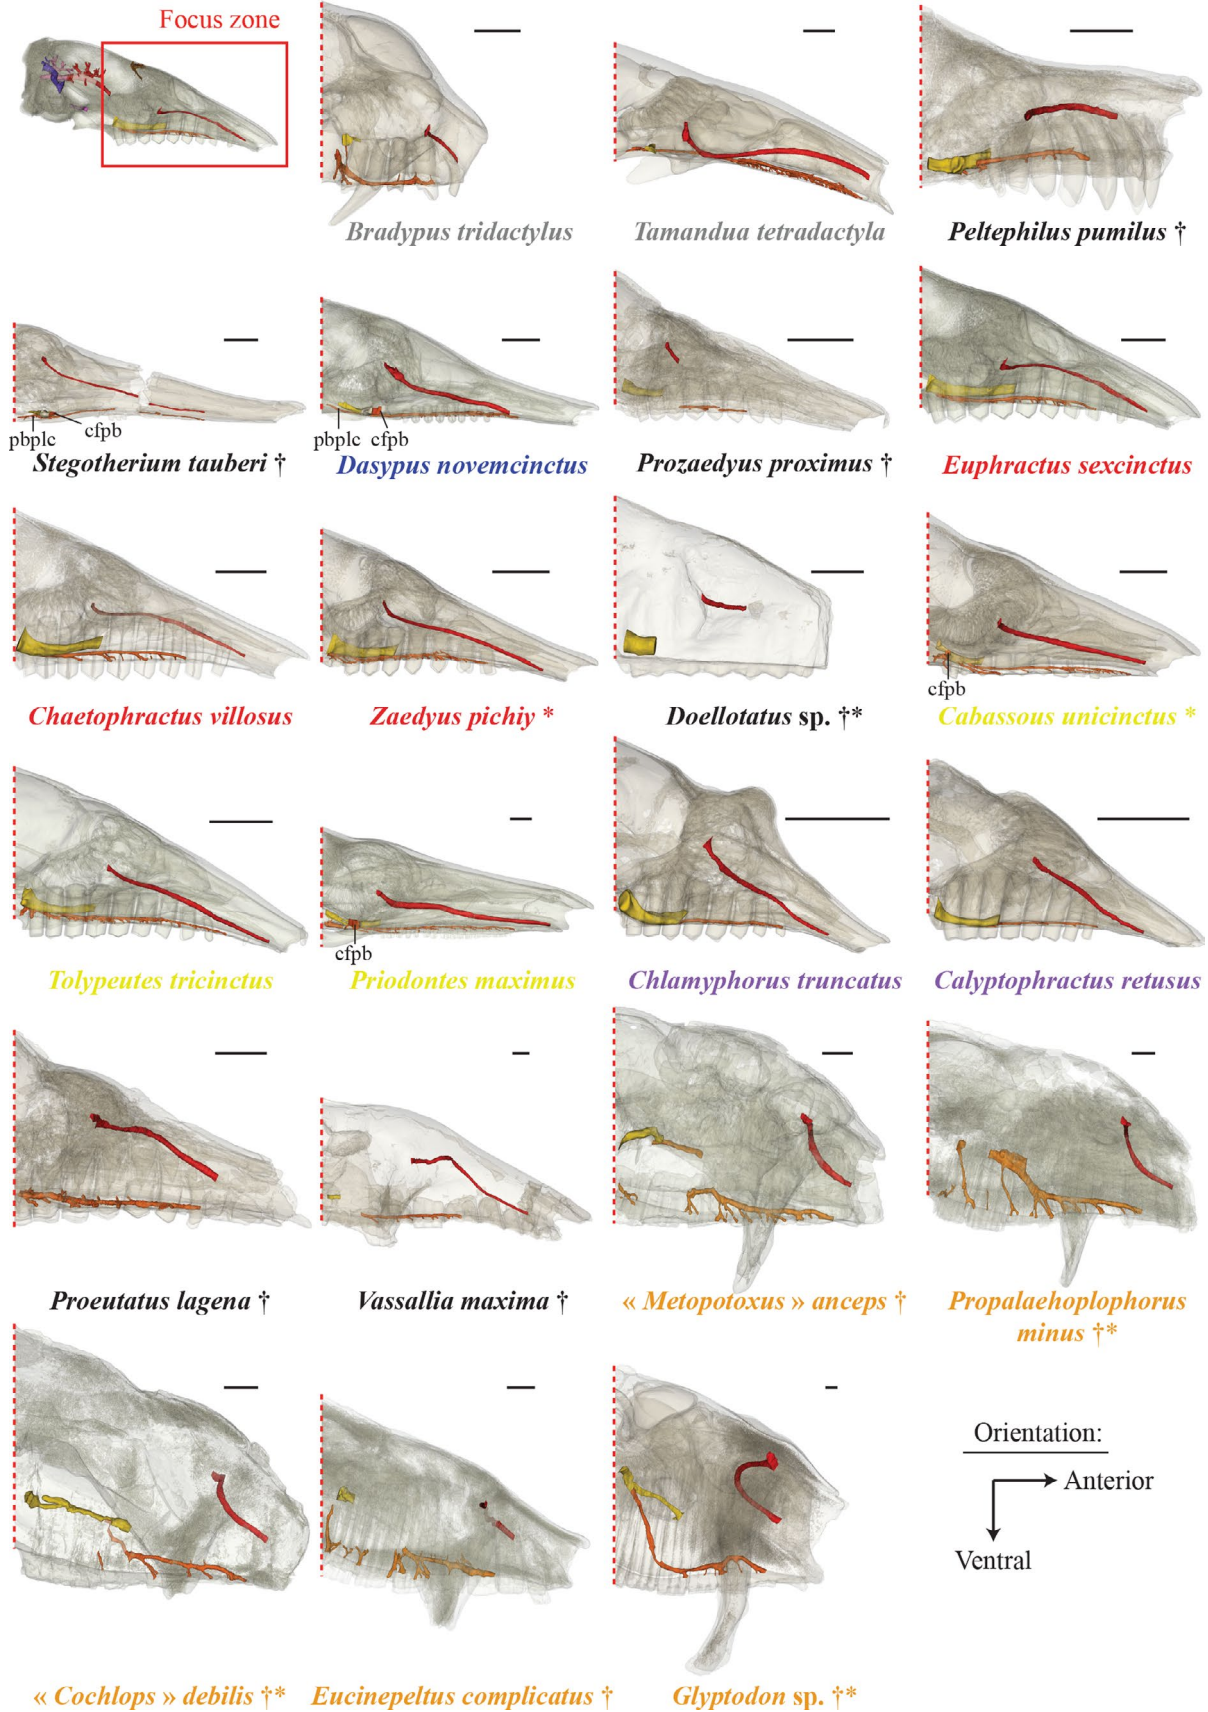 Focus zone
Bradypus tridactylus
Tamandua tetradactyla
Peltephilus pumilus †
pbplc
cfpb
Stegotherium tauberi †
pbplc
cfpb
Dasypus novemcinctus
Prozaedyus proximus †
Euphractus sexcinctus
Chaetophractus villosus
Zaedyus pichiy *
Doellotatus sp. †*
cfpb
Cabassous unicinctus *
Tolypeutes tricinctus
cfpb
Priodontes maximus
Chlamyphorus truncatus
Calyptophractus retusus
Proeutatus lagena †
Vassallia maxima †
« Metopotoxus » anceps †
Propalaehoplophorus
minus †*
« Cochlops » debilis †*
Eucinepeltus complicatus †
Glyptodon sp. †*
Orientation:
Anterior
Ventral